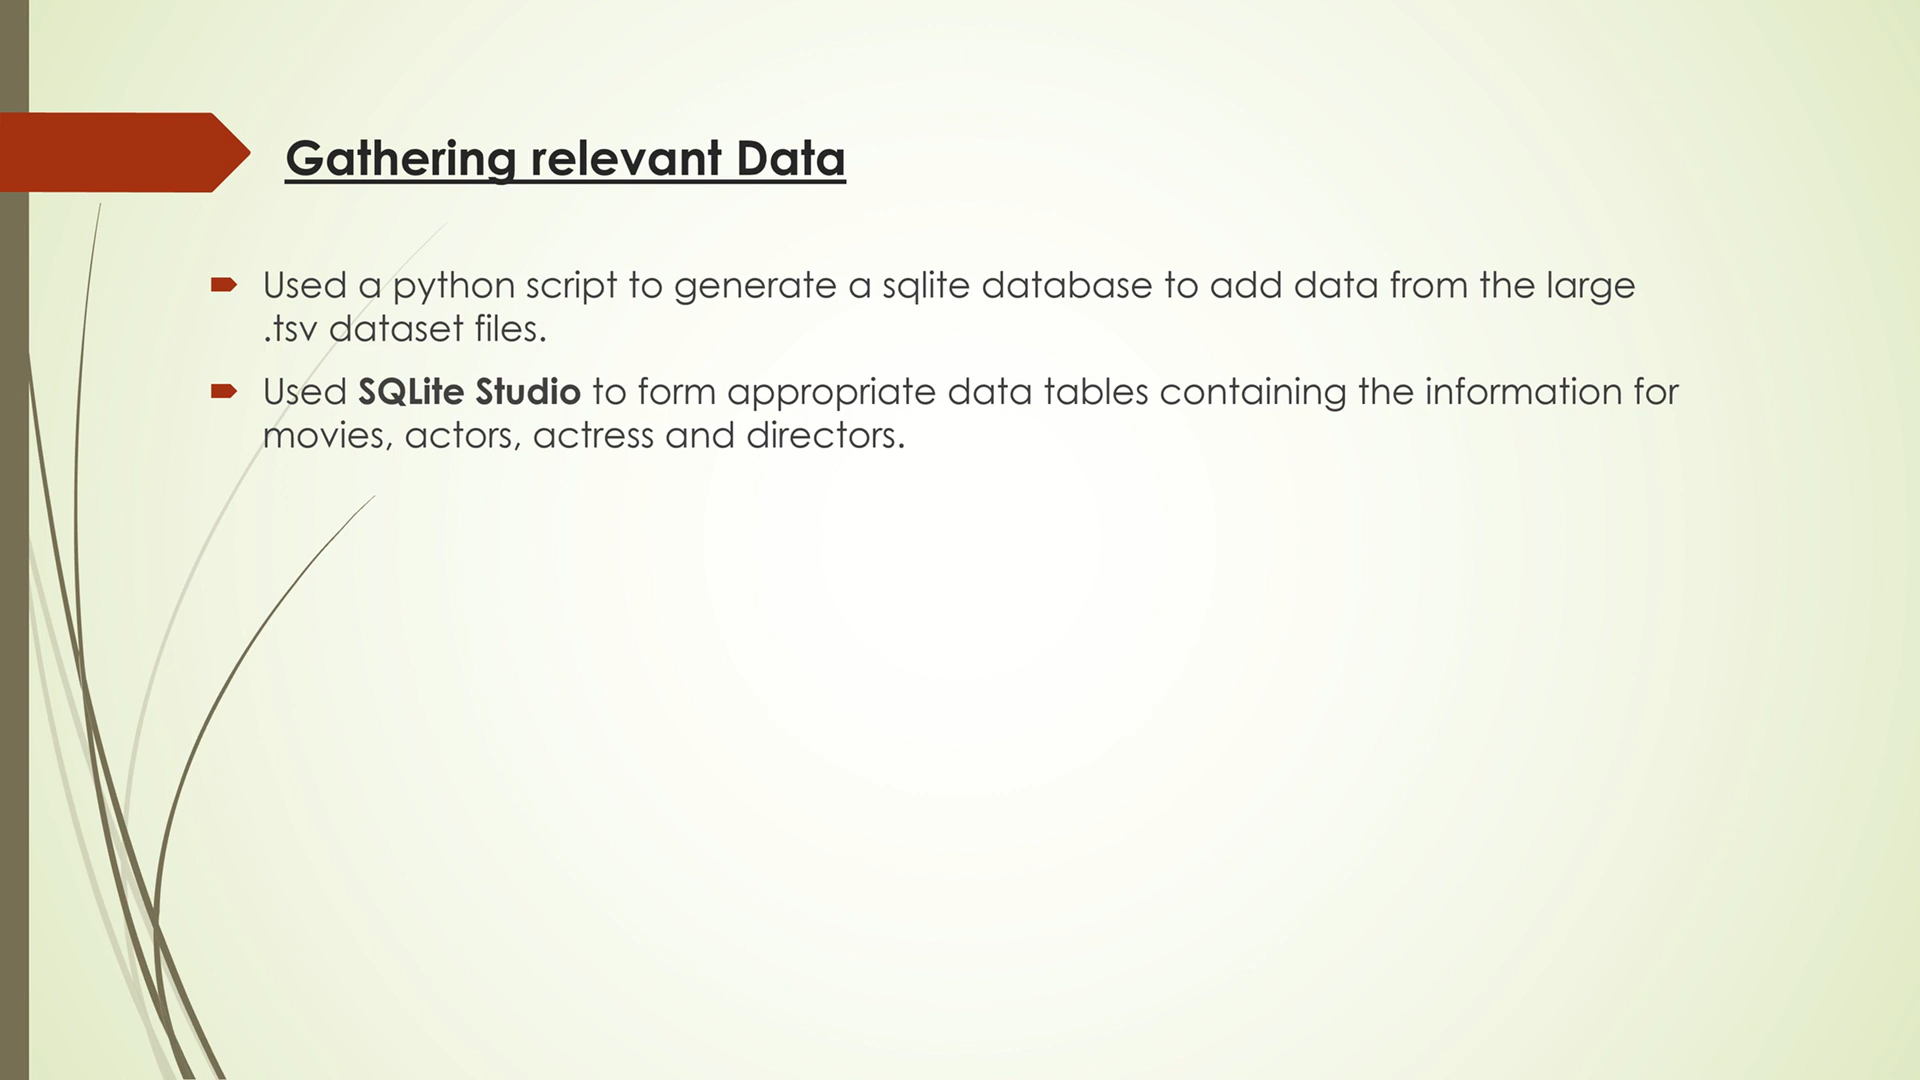 Gathering relevant Data
Used a python script to generate a sqlite database to add data from the large
.tsv dataset files.
Used SQLite Studio to form appropriate data tables containing the information for
movies, actors, actress and directors.